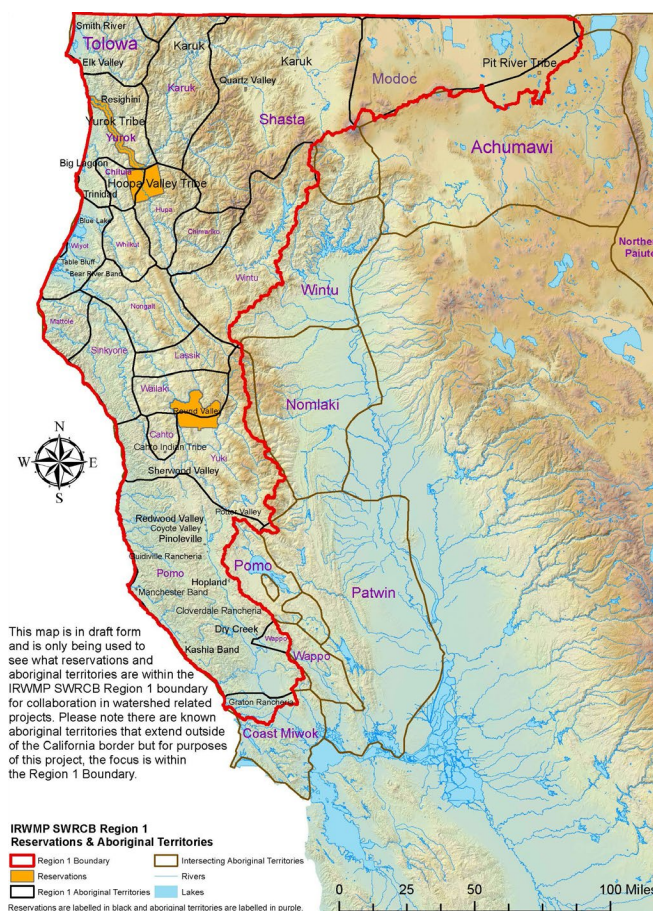 Smith River
Tolowa
Elk Valley
Karuk
Karuk
Karuk
Quartz Valley
Modoc
Pit River Tribe
Shasta
Resighini
Yurok Tribe
Yurok
Achumawi
Big Lagoon
Chilula
Hoopa Valley Tribe
Trinidad
Hupa
Blue Lake
Wiyot
Whilkut
Chimariko
Table Bluff
Bear River Band
Northern
Paiute
Wintu
Wintu
Nongatl
Mattole
Sinkyone
Lassik
Wailaki
Nomlaki
Round Valley
Cahto
Cahto Indian Tribe
Yuki
Sherwood Valley
N
W
E
S
Potter Valley
Redwood Valley
Coyote Valley
Pinoleville
Guidiville Rancheria
Pomo
Pomo
Hopland
Manchester Band
Patwin
Cloverdale Rancheria
Dry Creek
Wappo
Kashia Band
Wappo
Graton Rancheria
Coast Miwok
This map is in draft form
and is only being used to
see what reservations and
aboriginal territories are within the
IRWMP SWRCB Region 1 boundary
for collaboration in watershed related
projects. Please note there are known
aboriginal territories that extend outside
of the California border but for purposes
of this project, the focus is within
the Region 1 Boundary.
IRWMP SWRCB Region 1
Reservations & Aboriginal Territories
Region 1 Boundary
Intersecting Aboriginal Territories
Reservations
Rivers
Region 1 Aboriginal Territories
Lakes
Reservations are labelled in black and aboriginal territories are labelled in purple.
0 25 50 100 Miles